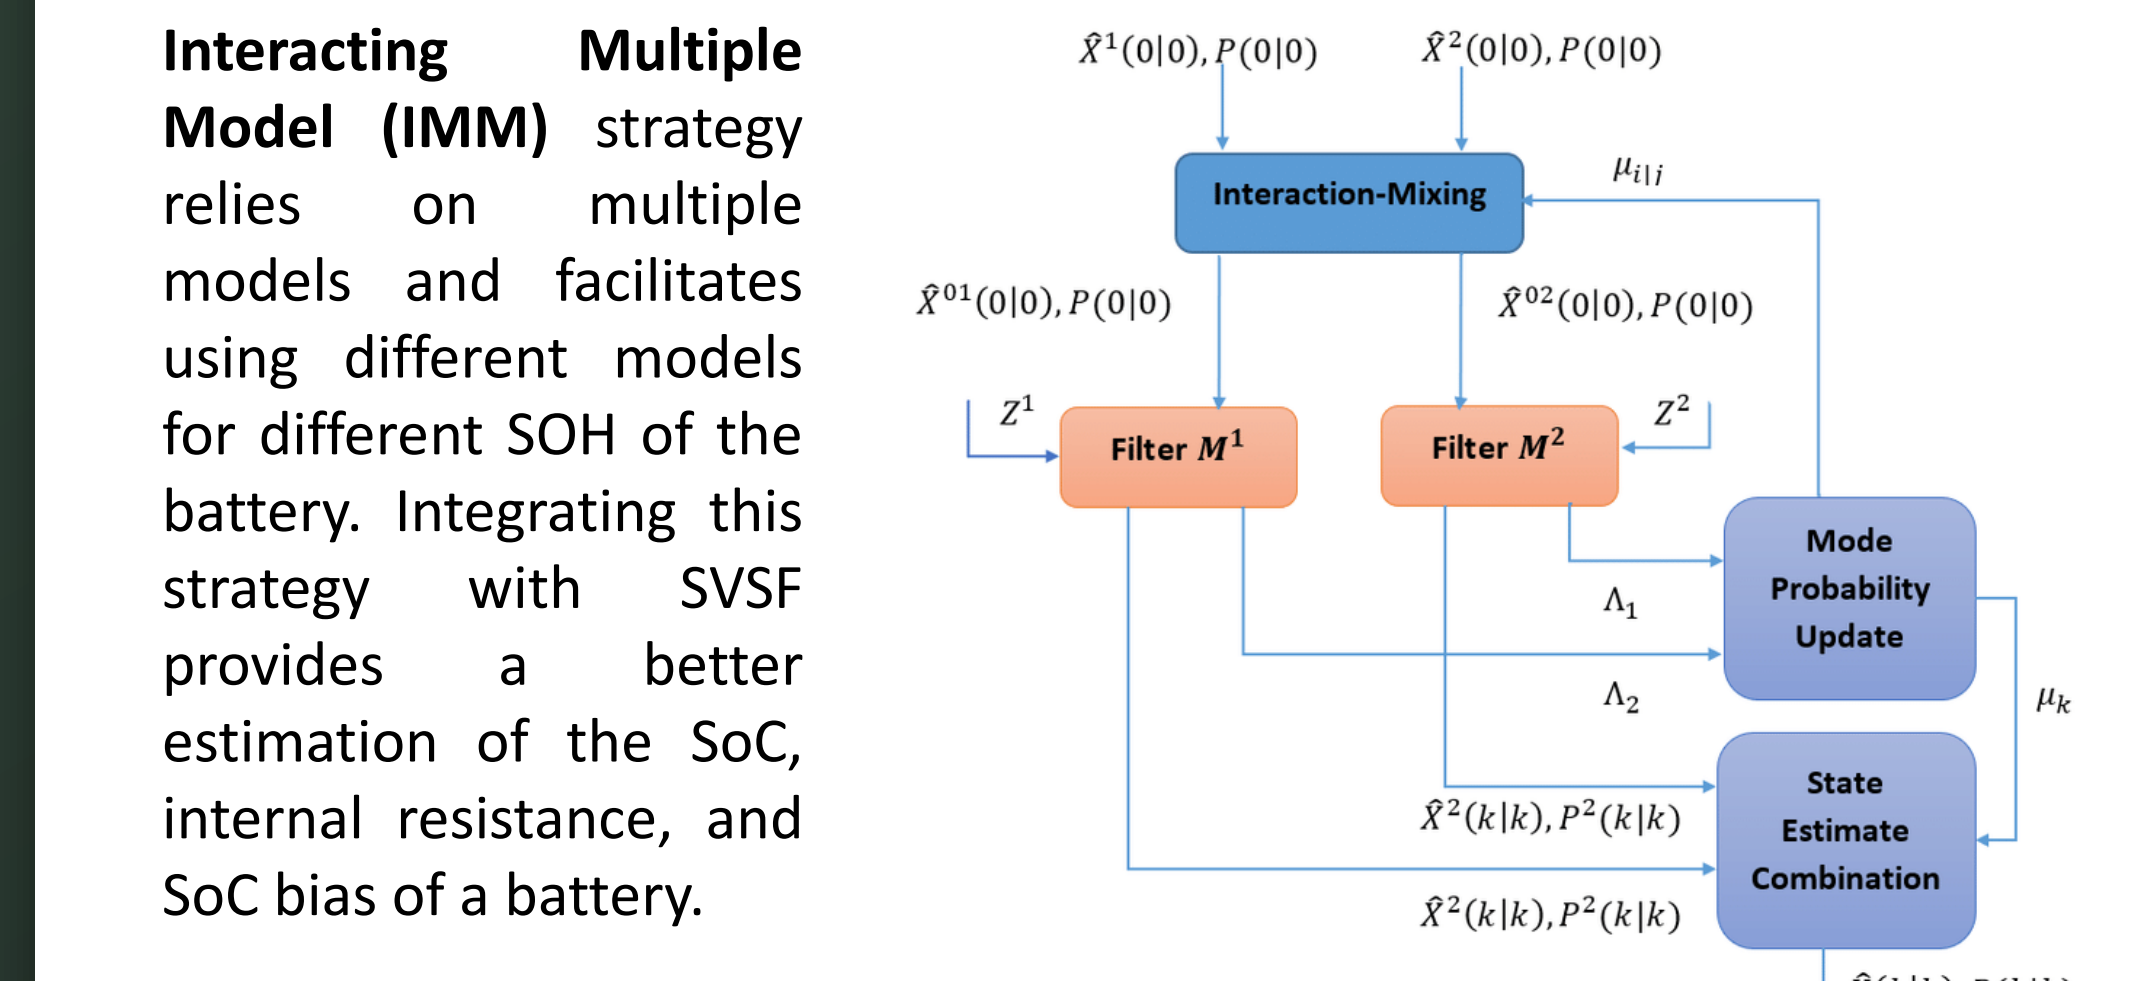 Interacting Multiple
Model (IMM) strategy
relies on multiple
models and facilitates
using different models
for different SOH of the
battery. Integrating this
strategy with SVSF
provides a better
estimation of the SoC,
internal resistance, and
SoC bias of a battery.
X̂¹(0|0), P(0|0)
X̂²(0|0), P(0|0)
Interaction-Mixing
μᵢ|ⱼ
X̂⁰¹(0|0), P(0|0)
X̂⁰²(0|0), P(0|0)
Z¹
Filter M¹
Filter M²
Z²
Mode
Probability
Update
Λ₁
Λ₂
μₖ
State
Estimate
Combination
X̂²(k|k), P²(k|k)
X̂²(k|k), P²(k|k)